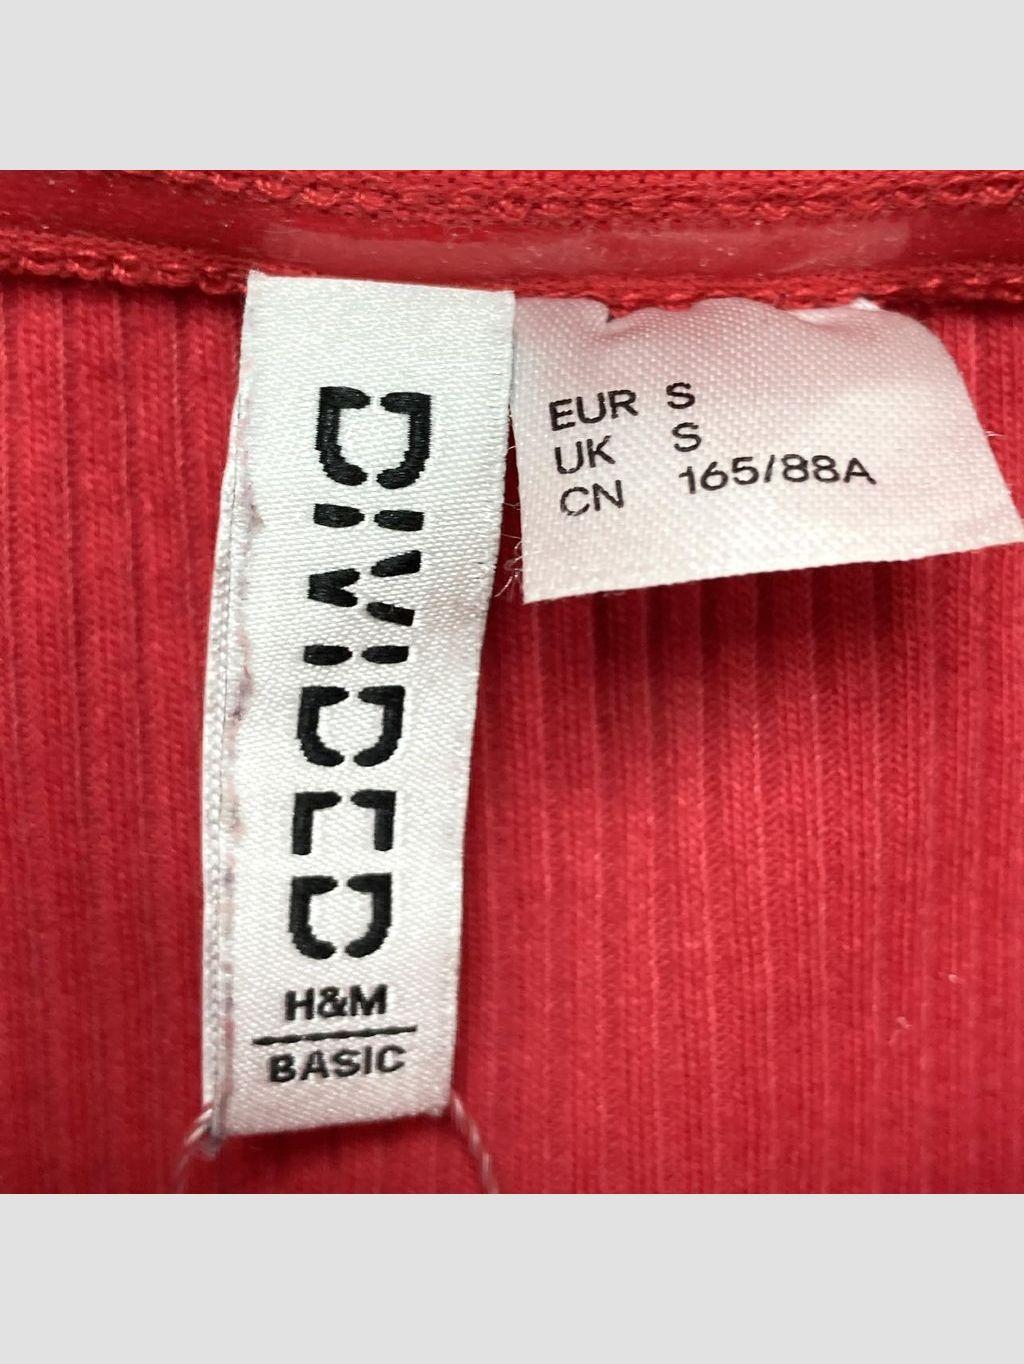 DIVIDED
H&M
BASIC
EUR S
UK S
CN 165/88A